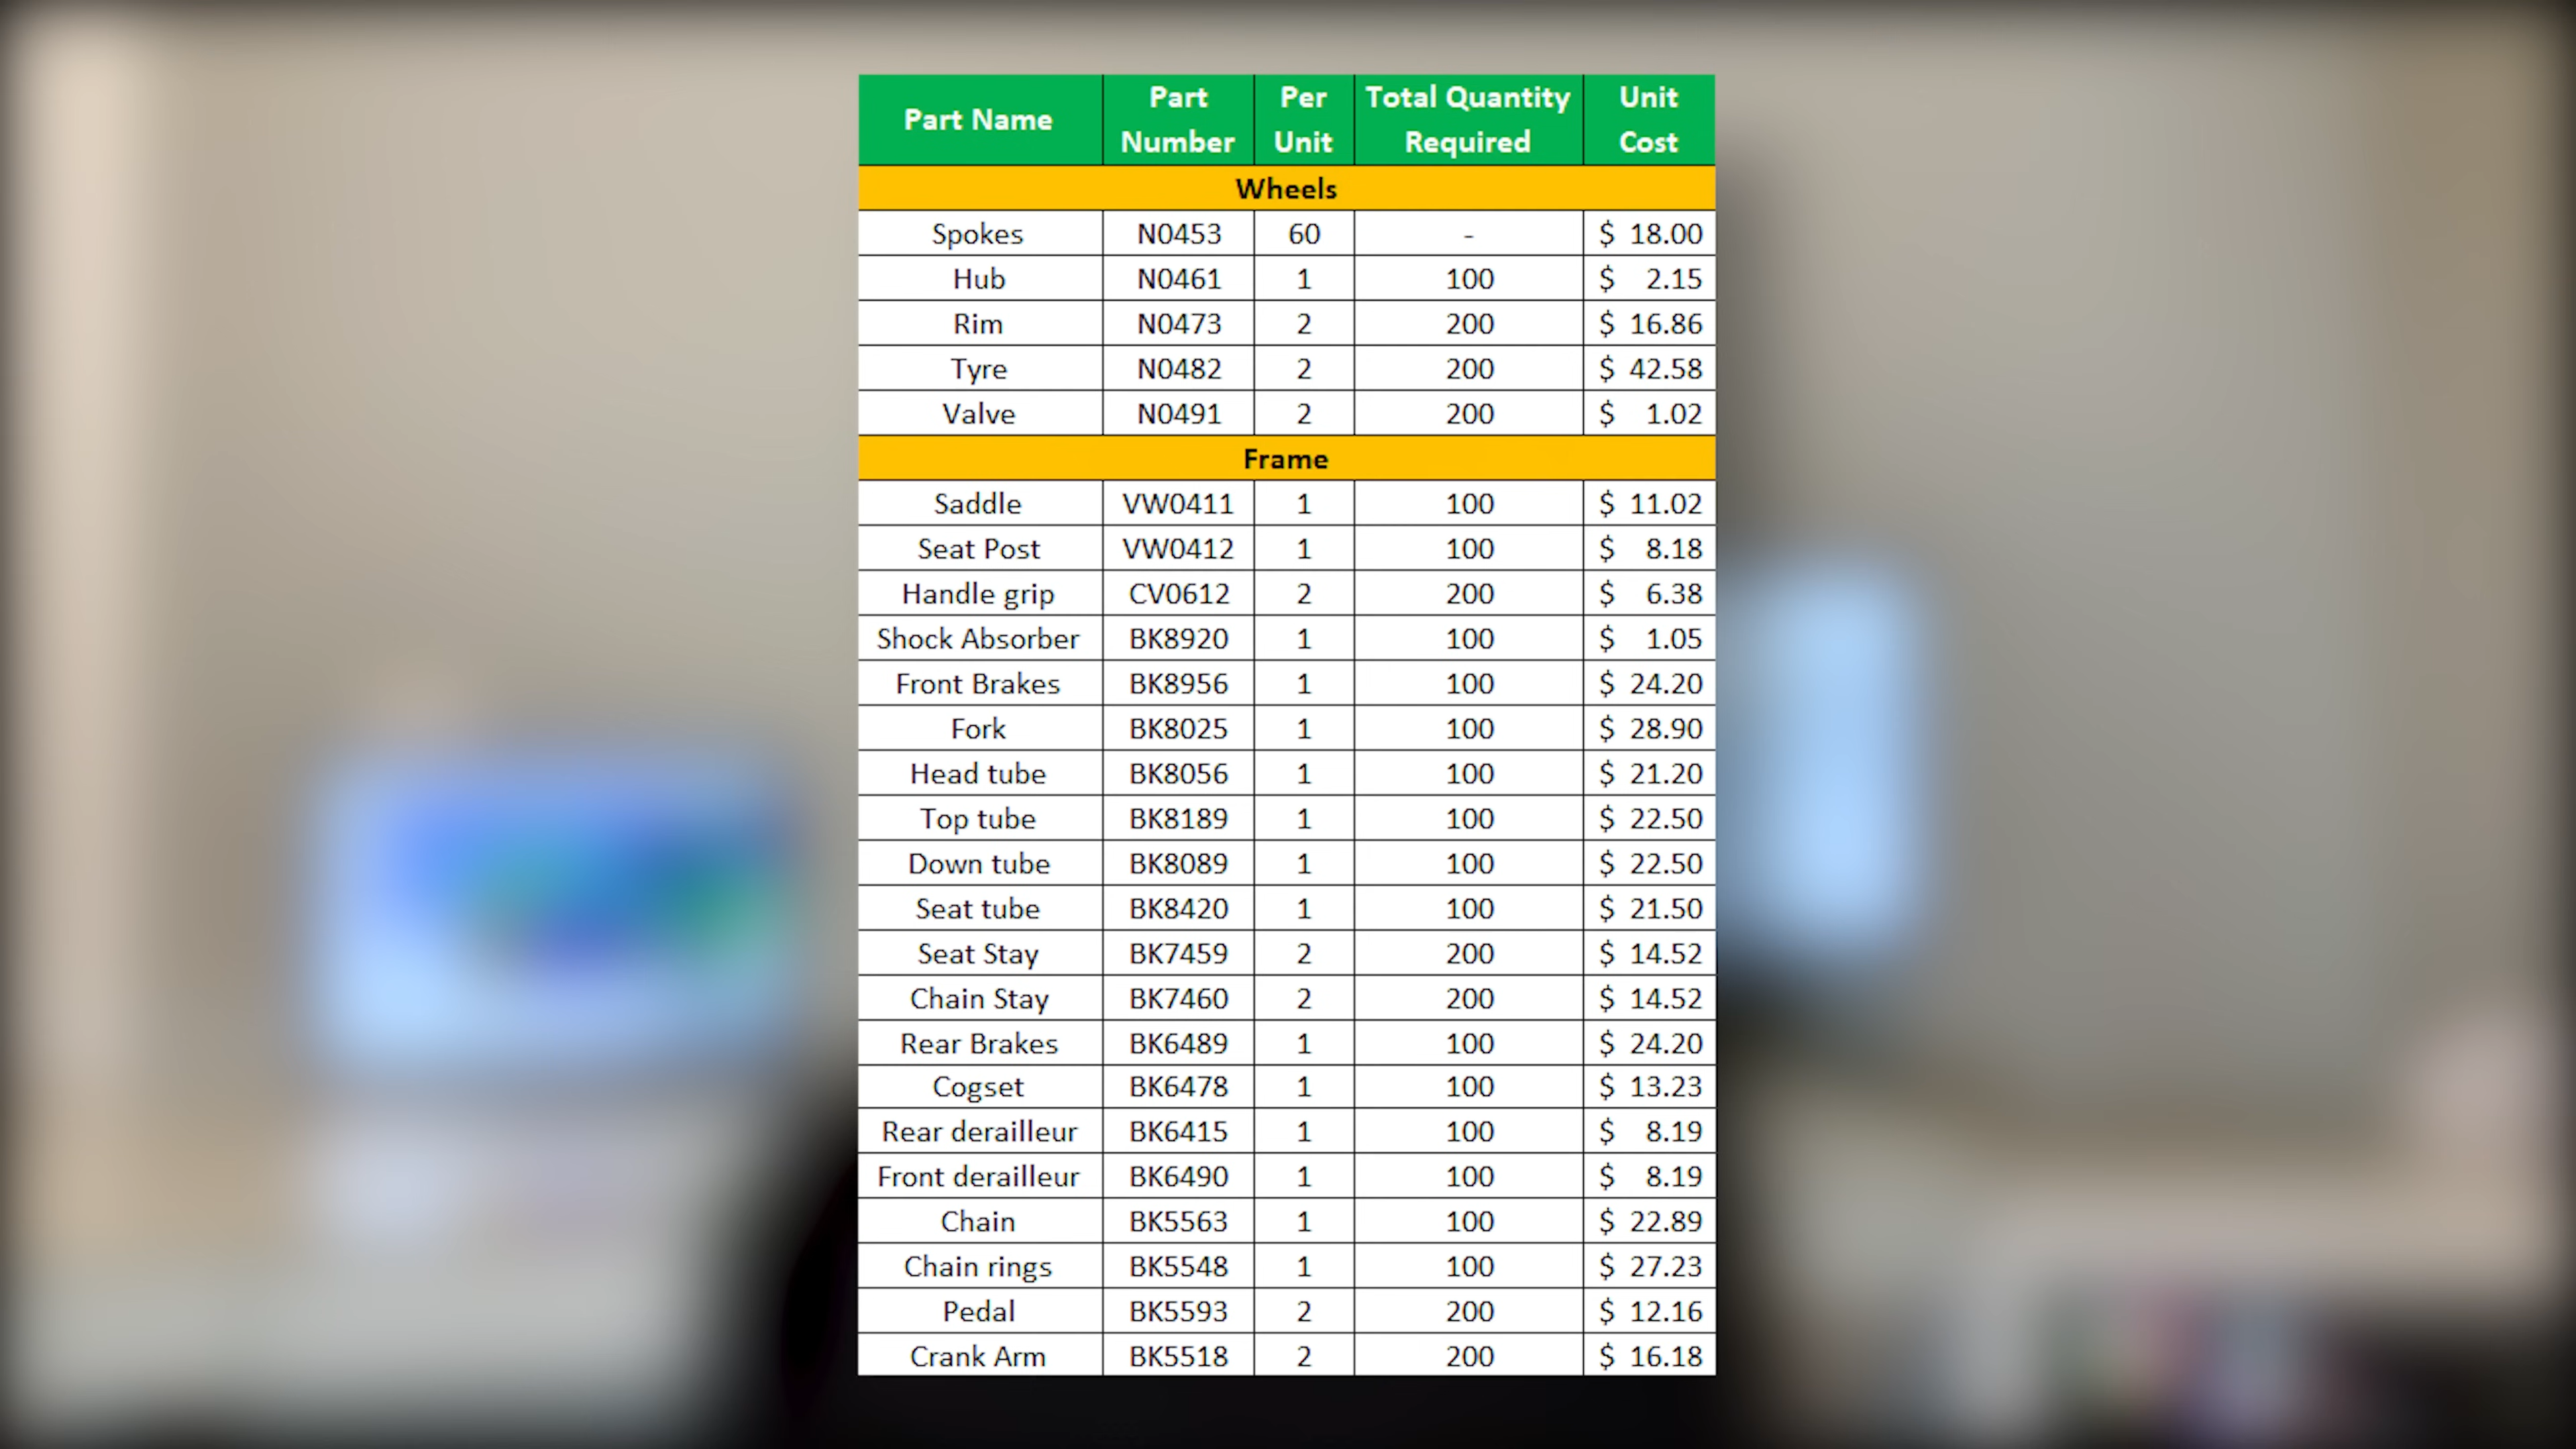 Part Name Part Number Per Unit Total Quantity Required Unit Cost
Wheels
Spokes N0453 60 - $ 18.00
Hub N0461 1 100 $ 2.15
Rim N0473 2 200 $ 16.86
Tyre N0482 2 200 $ 42.58
Valve N0491 2 200 $ 1.02
Frame
Saddle VW0411 1 100 $ 11.02
Seat Post VW0412 1 100 $ 8.18
Handle grip CV0612 2 200 $ 6.38
Shock Absorber BK8920 1 100 $ 1.05
Front Brakes BK8956 1 100 $ 24.20
Fork BK8025 1 100 $ 28.90
Head tube BK8056 1 100 $ 21.20
Top tube BK8189 1 100 $ 22.50
Down tube BK8089 1 100 $ 22.50
Seat tube BK8420 1 100 $ 21.50
Seat Stay BK7459 2 200 $ 14.52
Chain Stay BK7460 2 200 $ 14.52
Rear Brakes BK6489 1 100 $ 24.20
Cogset BK6478 1 100 $ 13.23
Rear derailleur BK6415 1 100 $ 8.19
Front derailleur BK6490 1 100 $ 8.19
Chain BK5563 1 100 $ 22.89
Chain rings BK5548 1 100 $ 27.23
Pedal BK5593 2 200 $ 12.16
Crank Arm BK5518 2 200 $ 16.18